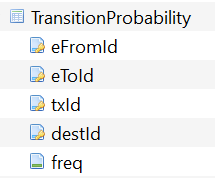 TransitionProbability
eFromId
eToId
txId
destId
freq